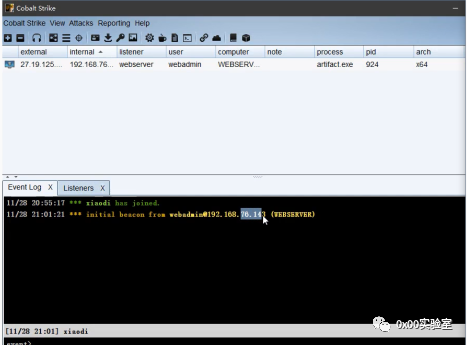 Cobalt Strike
Cobalt Strike View Attacks Reporting Help
external internal listener user computer note process pid arch
27.19.125.... 192.168.76... webserver webadmin WEBSERV... artifact.exe 924 x64
Event Log X Listeners X
11/28 20:55:17 *** xiaodi has joined.
11/28 21:01:21 *** initial beacon from webadmin@192.168.76.143 (WEBSERVER)
0x00实验室
[11/28 21:01] xiaodi
event>